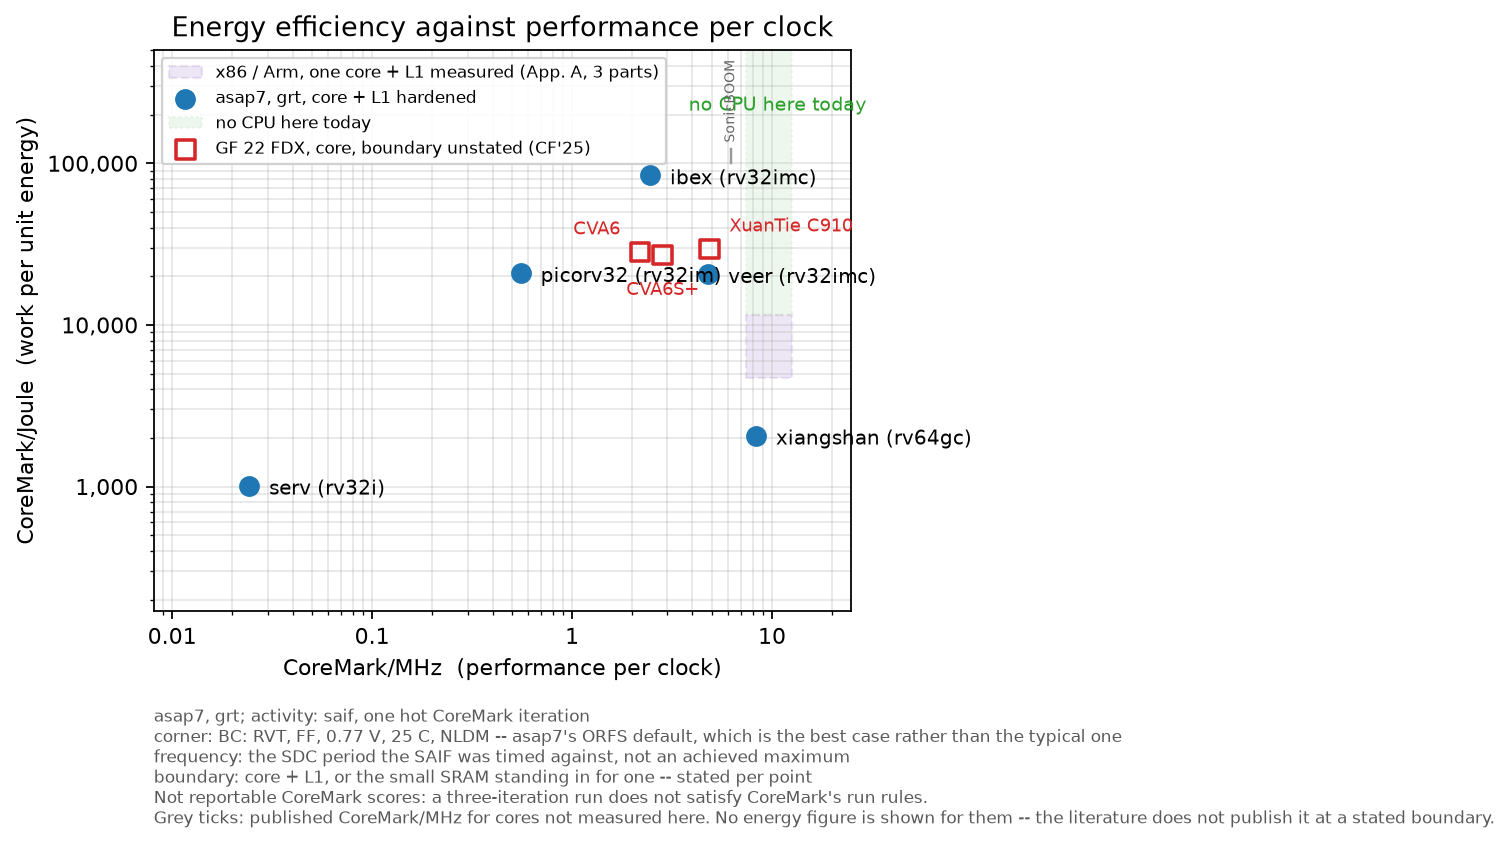 Energy efficiency against performance per clock
x86 / Arm, one core + L1 measured (App. A, 3 parts)
asap7, grt, core + L1 hardened
no CPU here today
GF 22 FDX, core, boundary unstated (CF'25)
SonicBOOM
no CPU here today
100,000
ibex (rv32imc)
CVA6
XuanTie C910
picorv32 (rv32im)
veer (rv32imc)
CVA6S+
10,000
xiangshan (rv64gc)
1,000
serv (rv32i)
CoreMark/Joule (work per unit energy)
0.01
0.1
1
10
CoreMark/MHz (performance per clock)
asap7, grt; activity: saif, one hot CoreMark iteration
corner: BC: RVT, FF, 0.77 V, 25 C, NLDM -- asap7's ORFS default, which is the best case rather than the typical one
frequency: the SDC period the SAIF was timed against, not an achieved maximum
boundary: core + L1, or the small SRAM standing in for one -- stated per point
Not reportable CoreMark scores: a three-iteration run does not satisfy CoreMark's run rules.
Grey ticks: published CoreMark/MHz for cores not measured here. No energy figure is shown for them -- the literature does not publish it at a stated boundary.